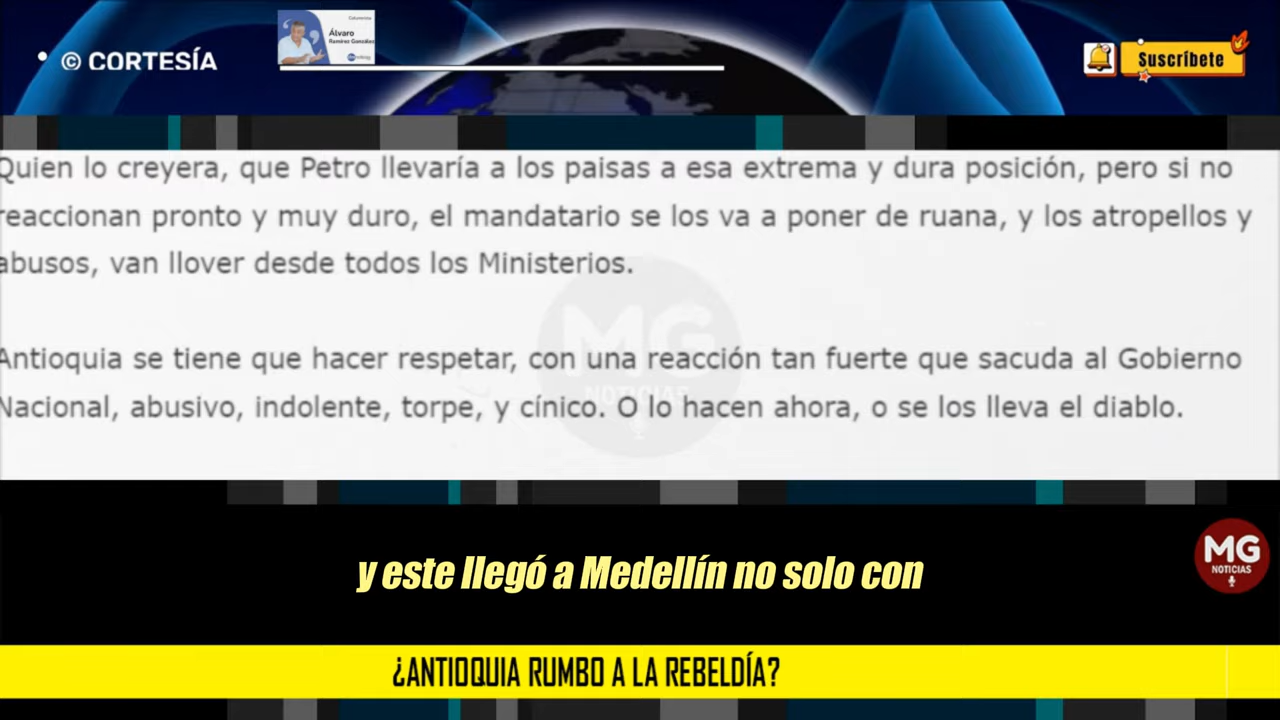 © CORTESÍA
Columnista
Álvaro
Ramírez González
Suscríbete
Quien lo creyera, que Petro llevaría a los paisas a esa extrema y dura posición, pero si no
reaccionan pronto y muy duro, el mandatario se los va a poner de ruana, y los atropellos y
abusos, van llover desde todos los Ministerios.
Antioquia se tiene que hacer respetar, con una reacción tan fuerte que sacuda al Gobierno
Nacional, abusivo, indolente, torpe, y cínico. O lo hacen ahora, o se los lleva el diablo.
MG
NOTICIAS
y este llegó a Medellín no solo con
MG
NOTICIAS
¿ANTIOQUIA RUMBO A LA REBELDÍA?